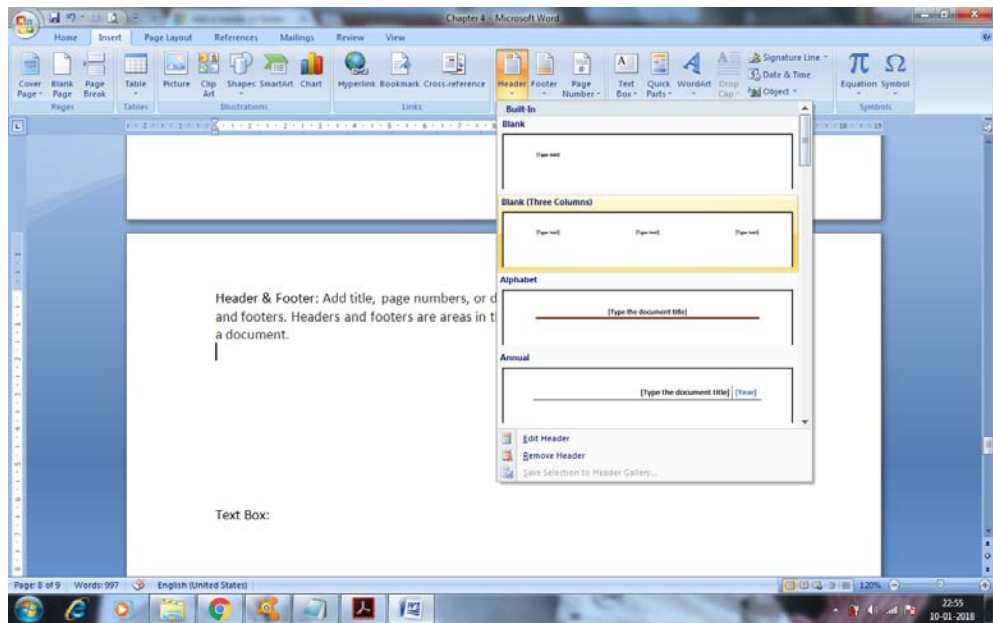 Chapter 4 - Microsoft Word
Home Insert Page Layout References Mailings Review View
Cover Page Blank Page Page Break Table Picture Clip Art Shapes SmartArt Chart Hyperlink Bookmark Cross-reference Header Footer Page Number Text Box Quick Parts WordArt Drop Cap Signature Line Date & Time Object Equation Symbol
Pages Tables Illustrations Links Symbols
Built-In
Blank
[Type text]
Blank (Three Columns)
[Type text] [Type text] [Type text]
Alphabet
[Type the document title]
Annual
[Type the document title] [Year]
Edit Header
Remove Header
Save Selection to Header Gallery...
Header & Footer: Add title, page numbers, or d
and footers. Headers and footers are areas in t
a document.
Text Box:
Page: 8 of 9 Words: 997 English (United States) 120%
22:55
10-01-2018